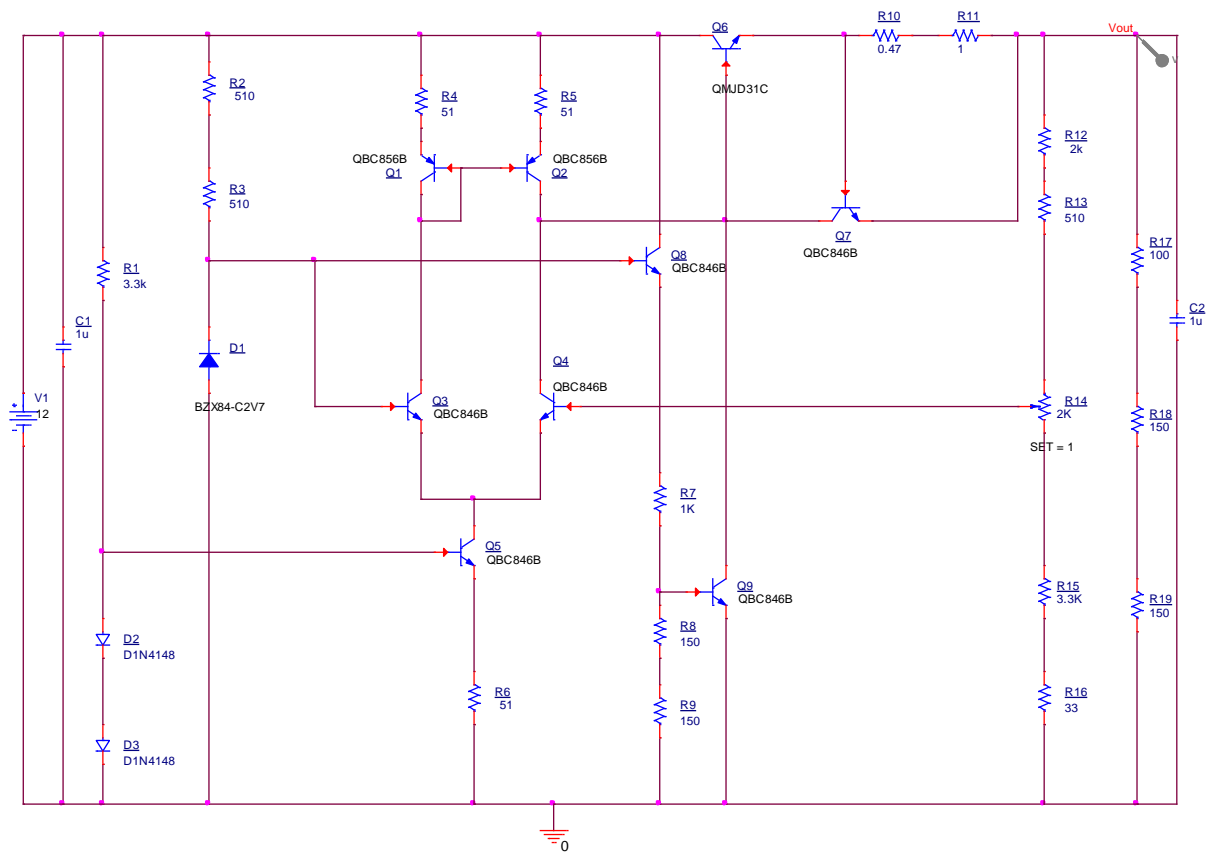 Q6
R10
R11
Vout
0.47
1
V
R2
510
R4
51
R5
51
QMJD31C
R12
2k
QBC856B
Q1
QBC856B
Q2
R3
510
R13
510
Q7
QBC846B
R17
100
R1
3.3k
Q8
QBC846B
C1
1u
C2
1u
D1
Q4
QBC846B
V1
12
BZX84-C2V7
Q3
QBC846B
R14
2K
SET = 1
R18
150
R7
1K
Q5
QBC846B
Q9
QBC846B
R15
3.3K
R19
150
D2
D1N4148
R8
150
R6
51
R9
150
R16
33
D3
D1N4148
0